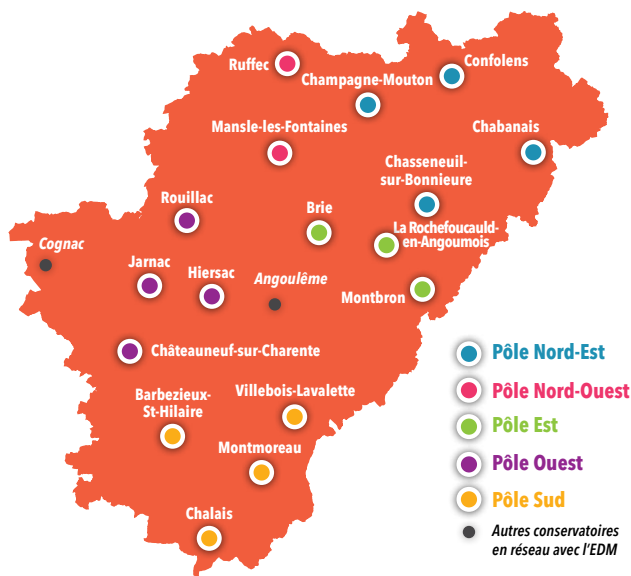 Ruffec
Confolens
Champagne-Mouton
Mansle-les-Fontaines
Chabanais
Chasseneuil-
sur-Bonnieure
Rouillac
Brie
La Rochefoucauld-
en-Angoumois
Cognac
Jarnac
Hiersac
Angoulême
Montbron
Châteauneuf-sur-Charente
Barbezieux-
St-Hilaire
Villebois-Lavalette
Montmoreau
Chalais
Pôle Nord-Est
Pôle Nord-Ouest
Pôle Est
Pôle Ouest
Pôle Sud
Autres conservatoires
en réseau avec l'EDM